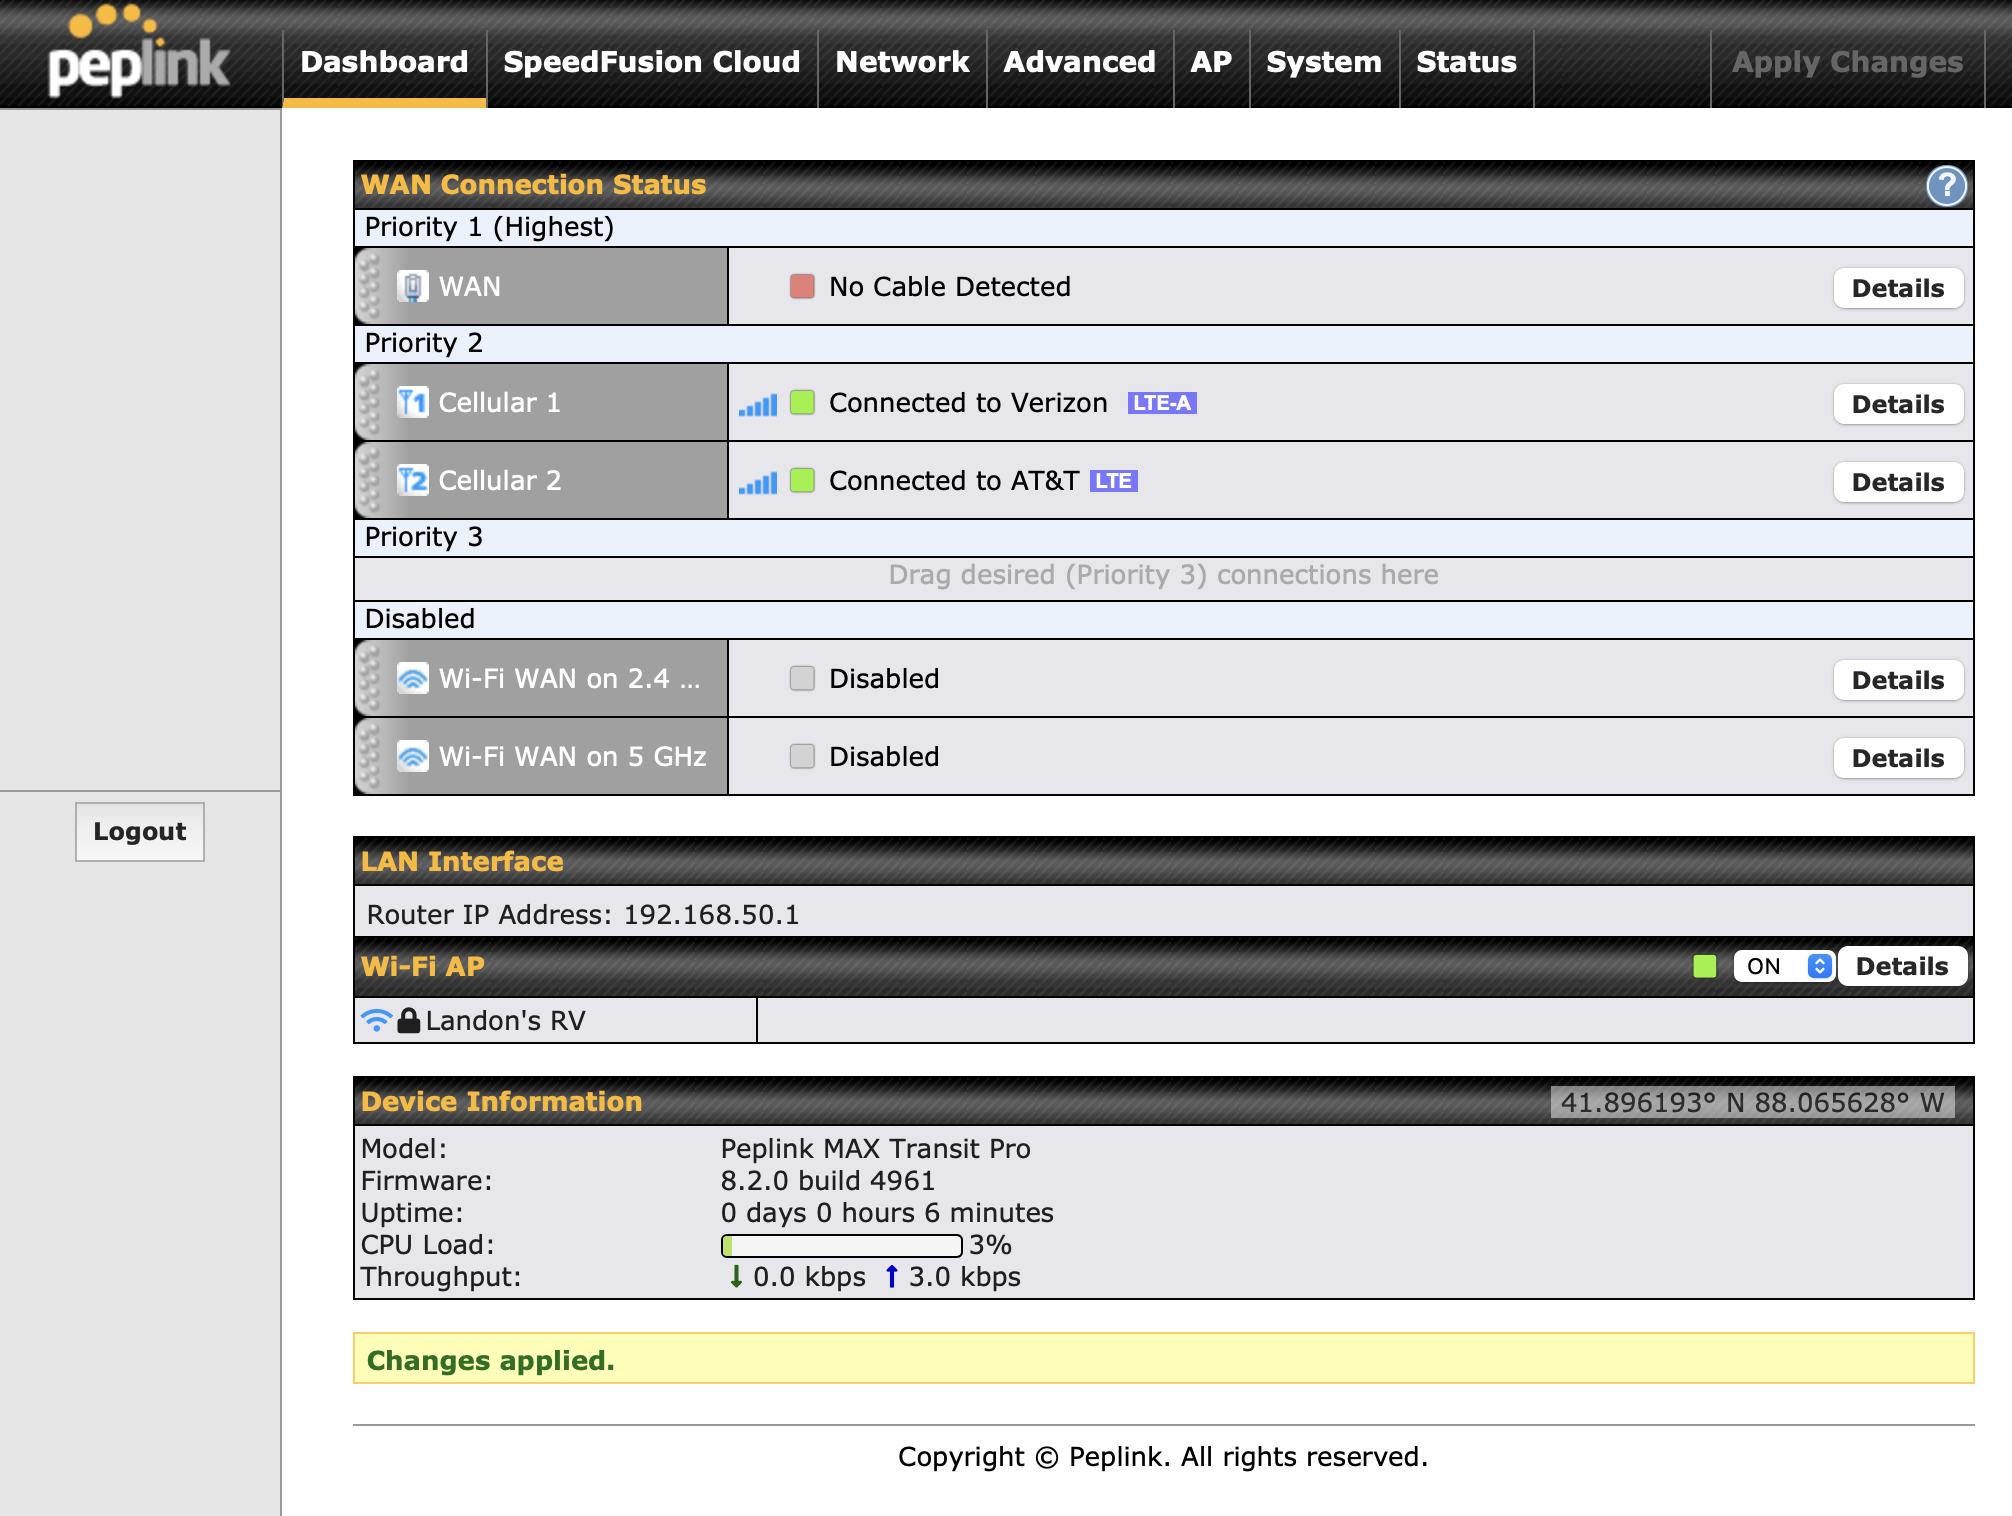 peplink
Dashboard SpeedFusion Cloud Network Advanced AP System Status Apply Changes
WAN Connection Status ?
Priority 1 (Highest)
WAN No Cable Detected Details
Priority 2
1 Cellular 1 Connected to Verizon LTE-A Details
2 Cellular 2 Connected to AT&T LTE Details
Priority 3
Drag desired (Priority 3) connections here
Disabled
Wi-Fi WAN on 2.4 ... Disabled Details
Wi-Fi WAN on 5 GHz Disabled Details
Logout
LAN Interface
Router IP Address: 192.168.50.1
Wi-Fi AP ON Details
Landon's RV
Device Information 41.896193° N 88.065628° W
Model: Peplink MAX Transit Pro
Firmware: 8.2.0 build 4961
Uptime: 0 days 0 hours 6 minutes
CPU Load: 3%
Throughput: ↓ 0.0 kbps ↑ 3.0 kbps
Changes applied.
Copyright © Peplink. All rights reserved.